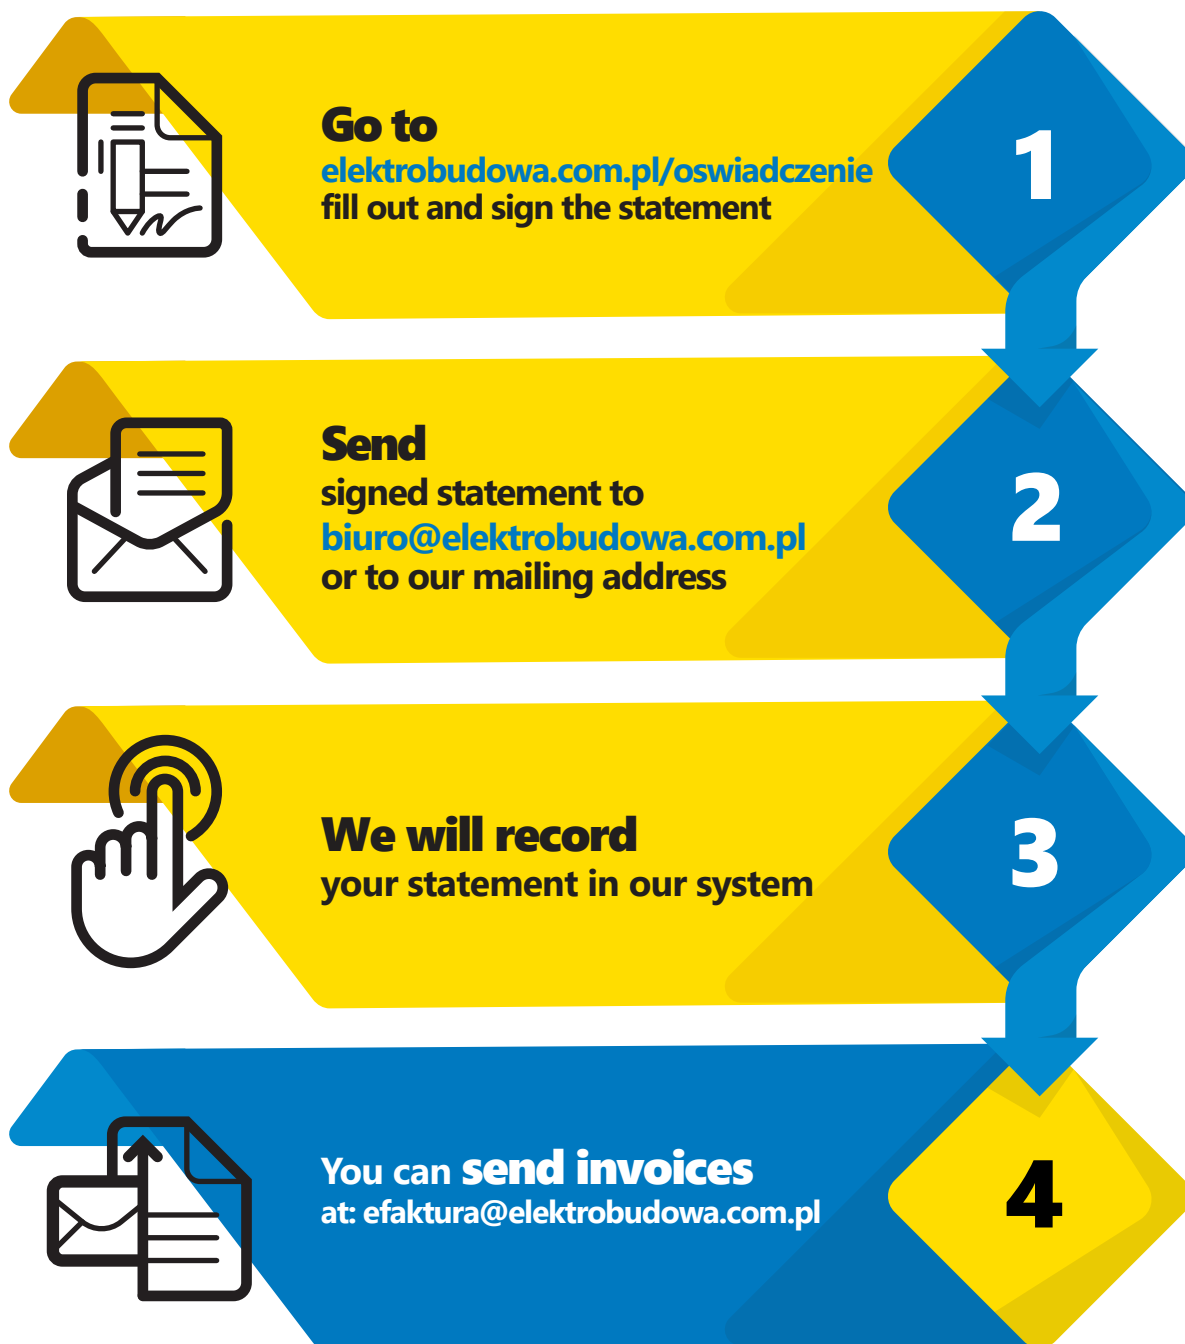 Go to
elektrobudowa.com.pl/oswiadczenie
fill out and sign the statement
1
Send
signed statement to
biuro@elektrobudowa.com.pl
or to our mailing address
2
We will record
your statement in our system
3
You can send invoices
at: efaktura@elektrobudowa.com.pl
4